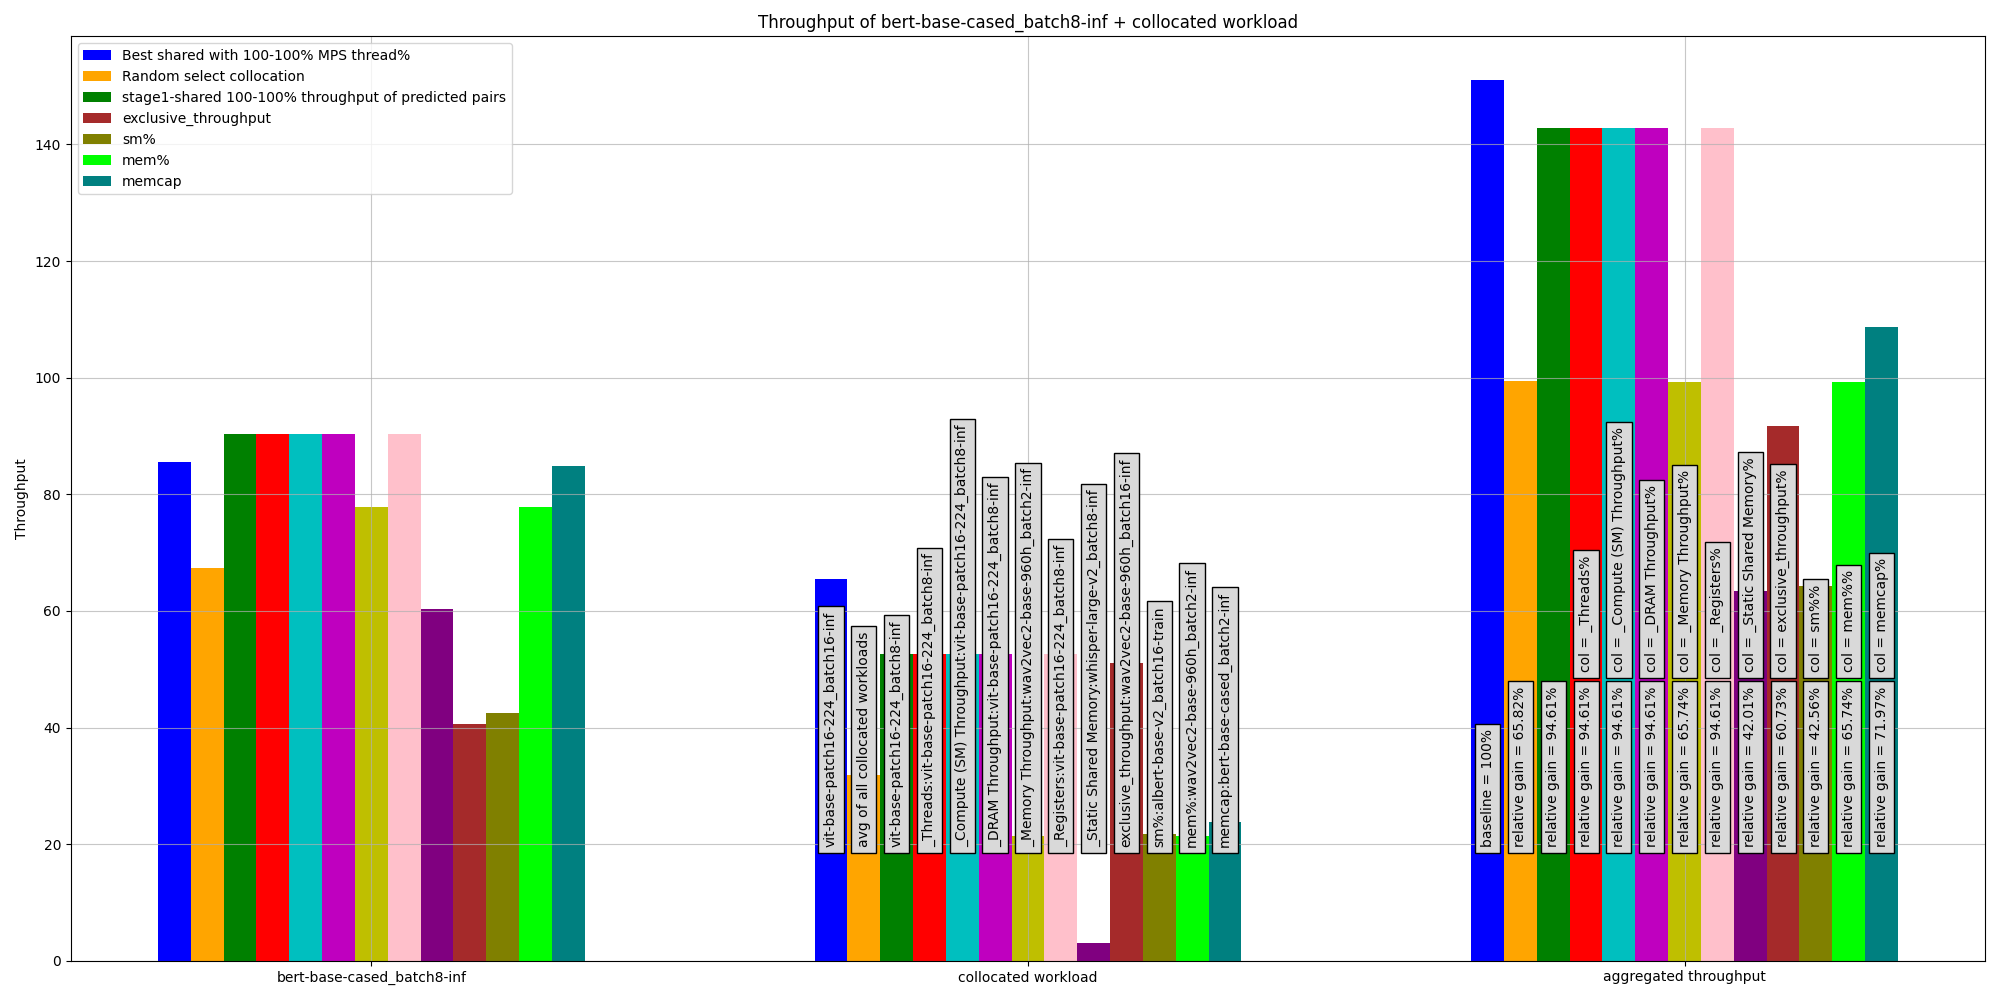 Throughput of bert-base-cased_batch8-inf + collocated workload
Best shared with 100-100% MPS thread%
Random select collocation
stage1-shared 100-100% throughput of predicted pairs
exclusive_throughput
sm%
mem%
memcap
Throughput
140
120
100
80
60
40
20
0
vit-base-patch16-224_batch16-inf
avg of all collocated workloads
vit-base-patch16-224_batch8-inf
_Threads:vit-base-patch16-224_batch8-inf
_Compute (SM) Throughput:vit-base-patch16-224_batch8-inf
_DRAM Throughput:vit-base-patch16-224_batch8-inf
_Memory Throughput:wav2vec2-base-960h_batch2-inf
_Registers:vit-base-patch16-224_batch8-inf
_Static Shared Memory:whisper-large-v2_batch8-inf
exclusive_throughput:wav2vec2-base-960h_batch16-inf
sm%:albert-base-v2_batch16-train
mem%:wav2vec2-base-960h_batch2-inf
memcap:bert-base-cased_batch2-inf
baseline = 100%
relative gain = 65.82%
relative gain = 94.61%
relative gain = 94.61%
col = _Threads%
relative gain = 94.61%
col = _Compute (SM) Throughput%
relative gain = 94.61%
col = _DRAM Throughput%
relative gain = 65.74%
col = _Memory Throughput%
relative gain = 94.61%
col = _Registers%
relative gain = 42.01%
col = _Static Shared Memory%
relative gain = 60.73%
col = exclusive_throughput%
relative gain = 42.56%
col = sm%%
relative gain = 65.74%
col = mem%%
relative gain = 71.97%
col = memcap%
bert-base-cased_batch8-inf
collocated workload
aggregated throughput